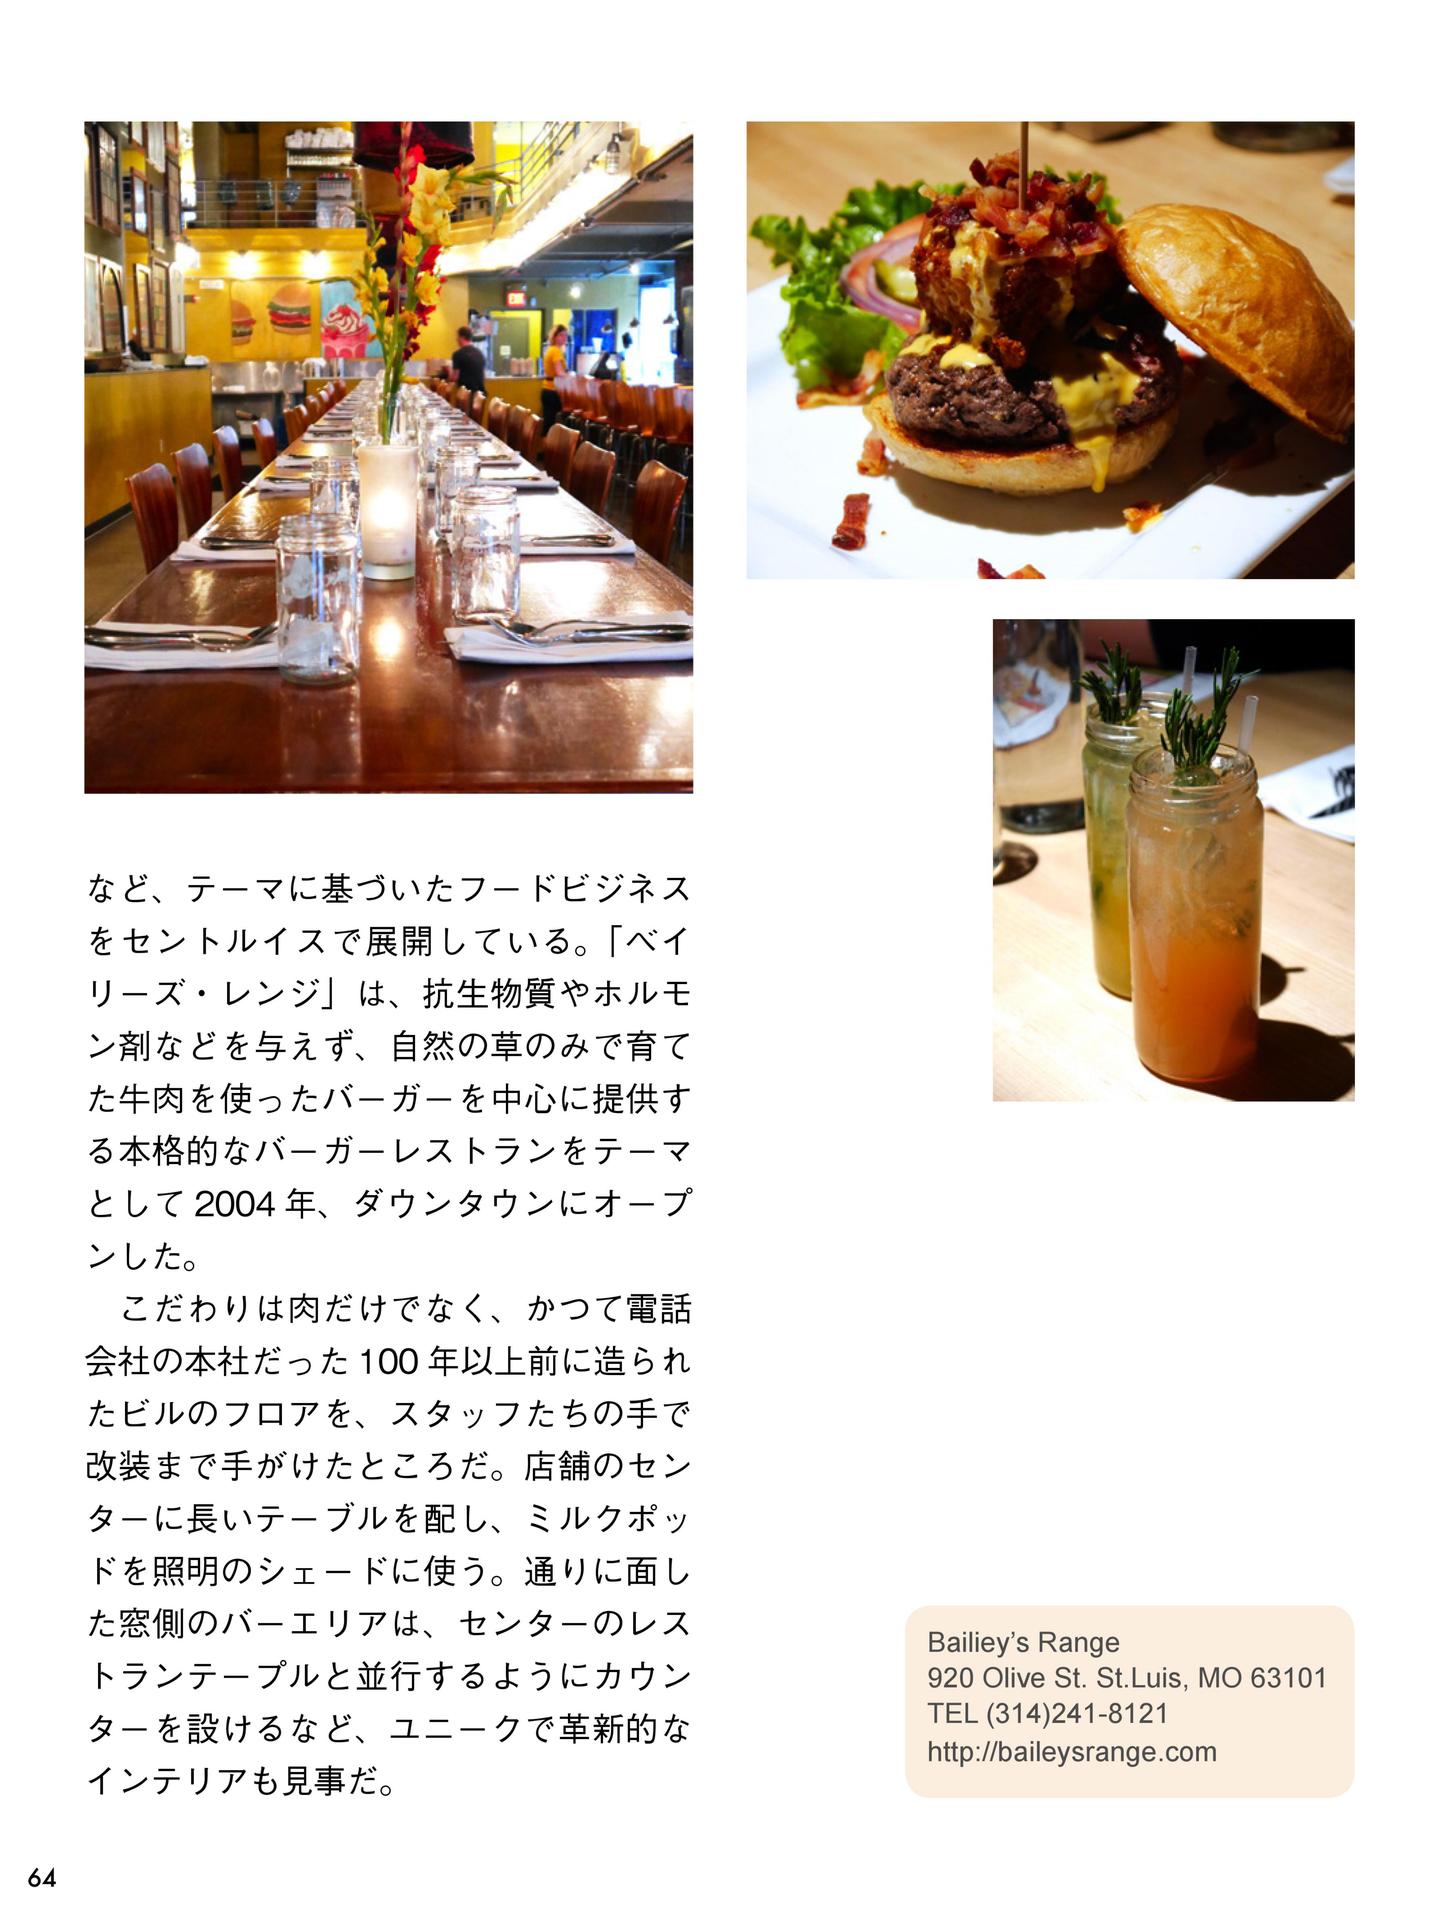 など、テーマに基づいたフードビジネス
をセントルイスで展開している。「ベイ
リーズ・レンジ」は、抗生物質やホルモ
ン剤などを与えず、自然の草のみで育て
た牛肉を使ったバーガーを中心に提供す
る本格的なバーガーレストランをテーマ
として 2004 年、ダウンタウンにオープ
ンした。
　こだわりは肉だけでなく、かつて電話
会社の本社だった 100 年以上前に造られ
たビルのフロアを、スタッフたちの手で
改装まで手がけたところだ。店舗のセン
ターに長いテーブルを配し、ミルクポッ
ドを照明のシェードに使う。通りに面し
た窓側のバーエリアは、センターのレス
トランテープルと並行するようにカウン
ターを設けるなど、ユニークで革新的な
インテリアも見事だ。
Bailiey’s Range
920 Olive St. St.Luis, MO 63101
TEL (314)241-8121
http://baileysrange.com
64
EXIT